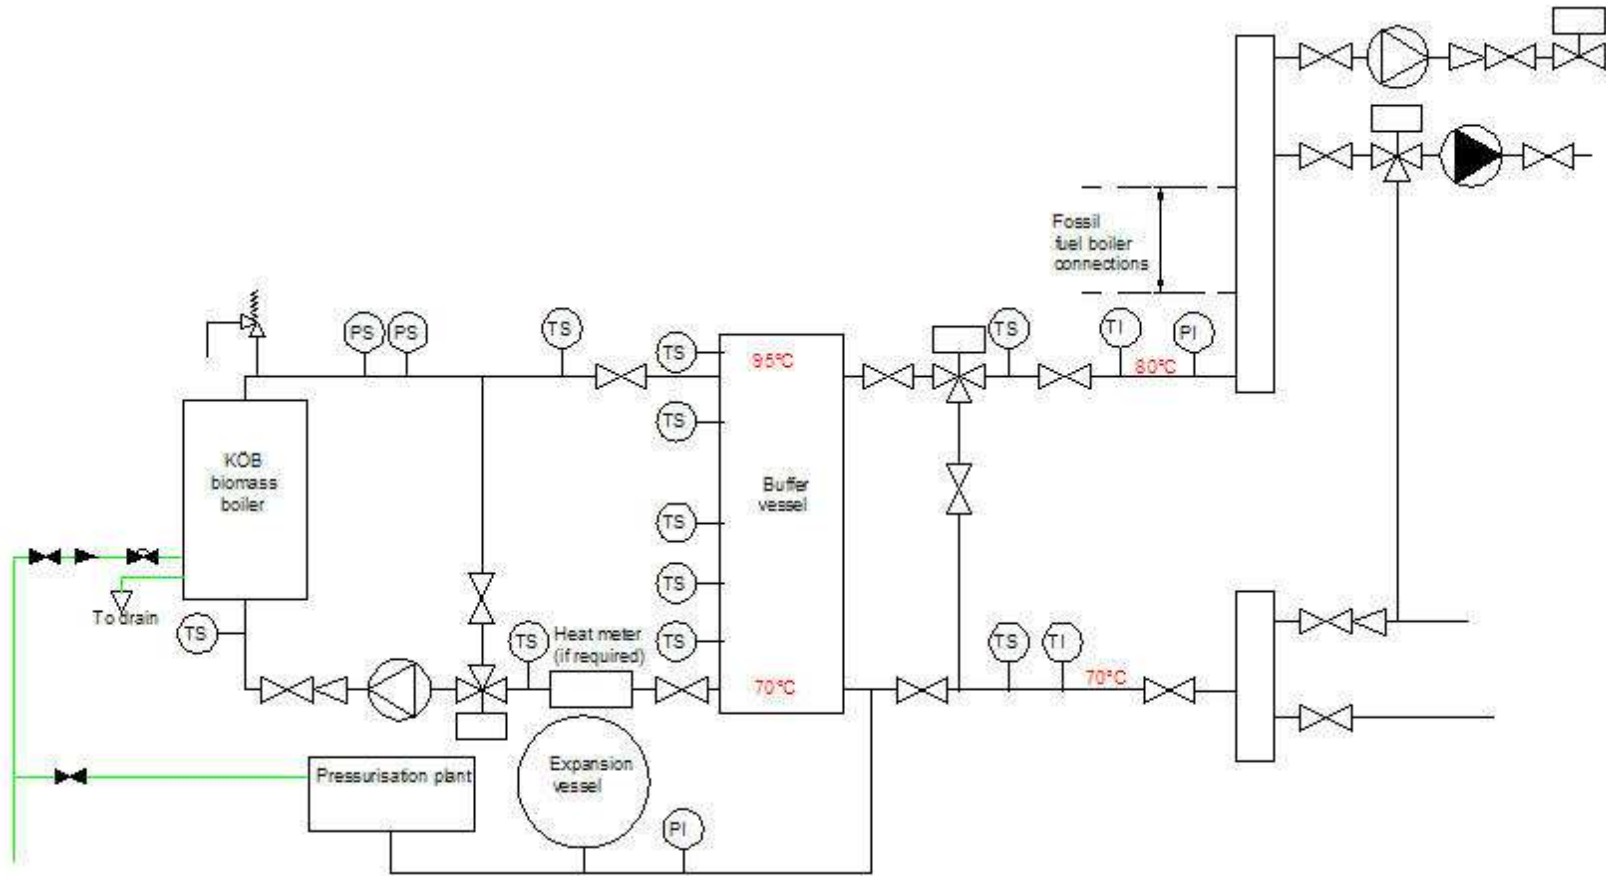 Fossil
fuel boiler
connections
PS
PS
TS
TS
TS
TI
PI
95°C
80°C
TS
KOB
biomass
boiler
Buffer
vessel
TS
TS
To drain
TS
TS
Heat meter
(if required)
TS
TS
TI
70°C
70°C
Pressurisation plant
Expansion
vessel
PI